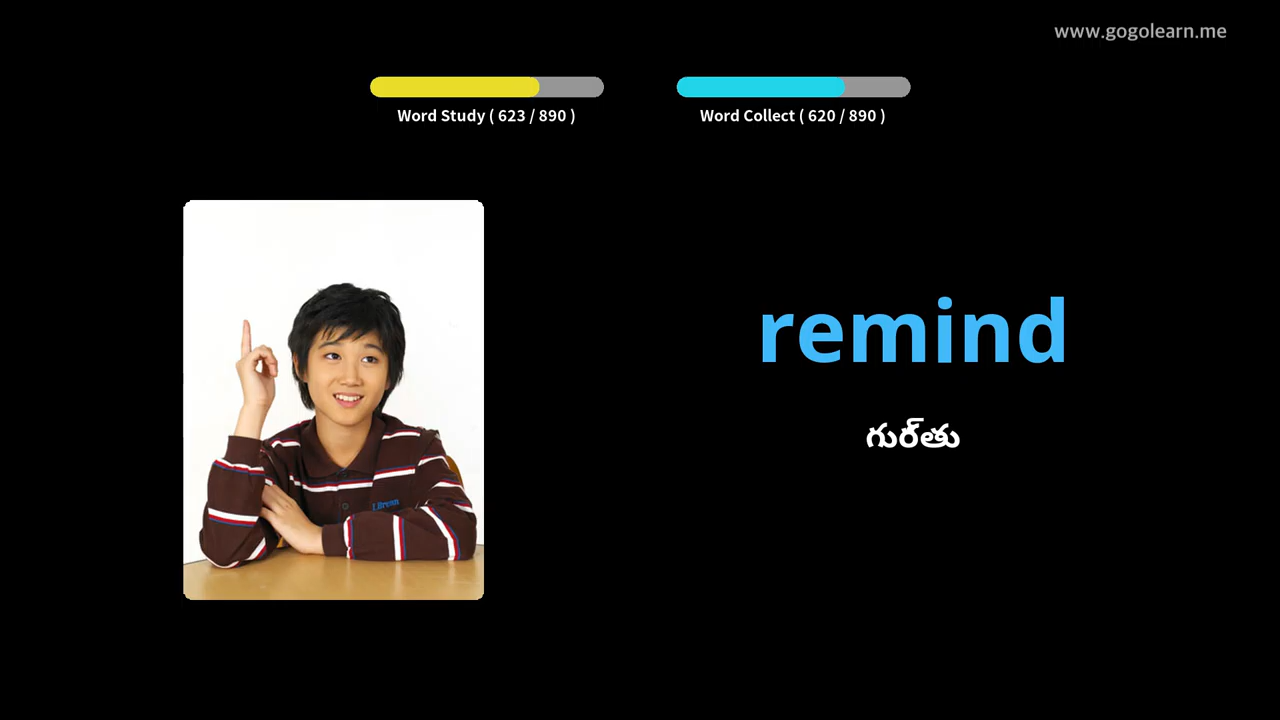 www.gogolearn.me
Word Study ( 623 / 890 )
Word Collect ( 620 / 890 )
remind
గుర్తు